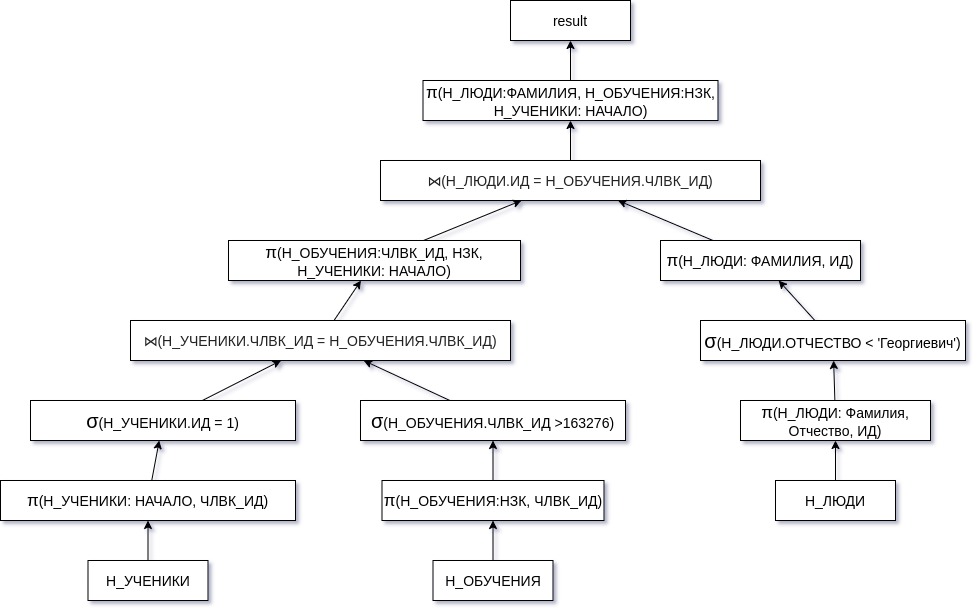 result
π(Н_ЛЮДИ:ФАМИЛИЯ, Н_ОБУЧЕНИЯ:НЗК,
Н_УЧЕНИКИ: НАЧАЛО)
⋈(Н_ЛЮДИ.ИД = Н_ОБУЧЕНИЯ.ЧЛВК_ИД)
π(Н_ОБУЧЕНИЯ:ЧЛВК_ИД, НЗК,
Н_УЧЕНИКИ: НАЧАЛО)
π(Н_ЛЮДИ: ФАМИЛИЯ, ИД)
⋈(Н_УЧЕНИКИ.ЧЛВК_ИД = Н_ОБУЧЕНИЯ.ЧЛВК_ИД)
σ(Н_ЛЮДИ.ОТЧЕСТВО < 'Георгиевич')
σ(Н_УЧЕНИКИ.ИД = 1)
σ(Н_ОБУЧЕНИЯ.ЧЛВК_ИД >163276)
π(Н_ЛЮДИ: Фамилия,
Отчество, ИД)
π(Н_УЧЕНИКИ: НАЧАЛО, ЧЛВК_ИД)
π(Н_ОБУЧЕНИЯ:НЗК, ЧЛВК_ИД)
Н_ЛЮДИ
Н_УЧЕНИКИ
Н_ОБУЧЕНИЯ